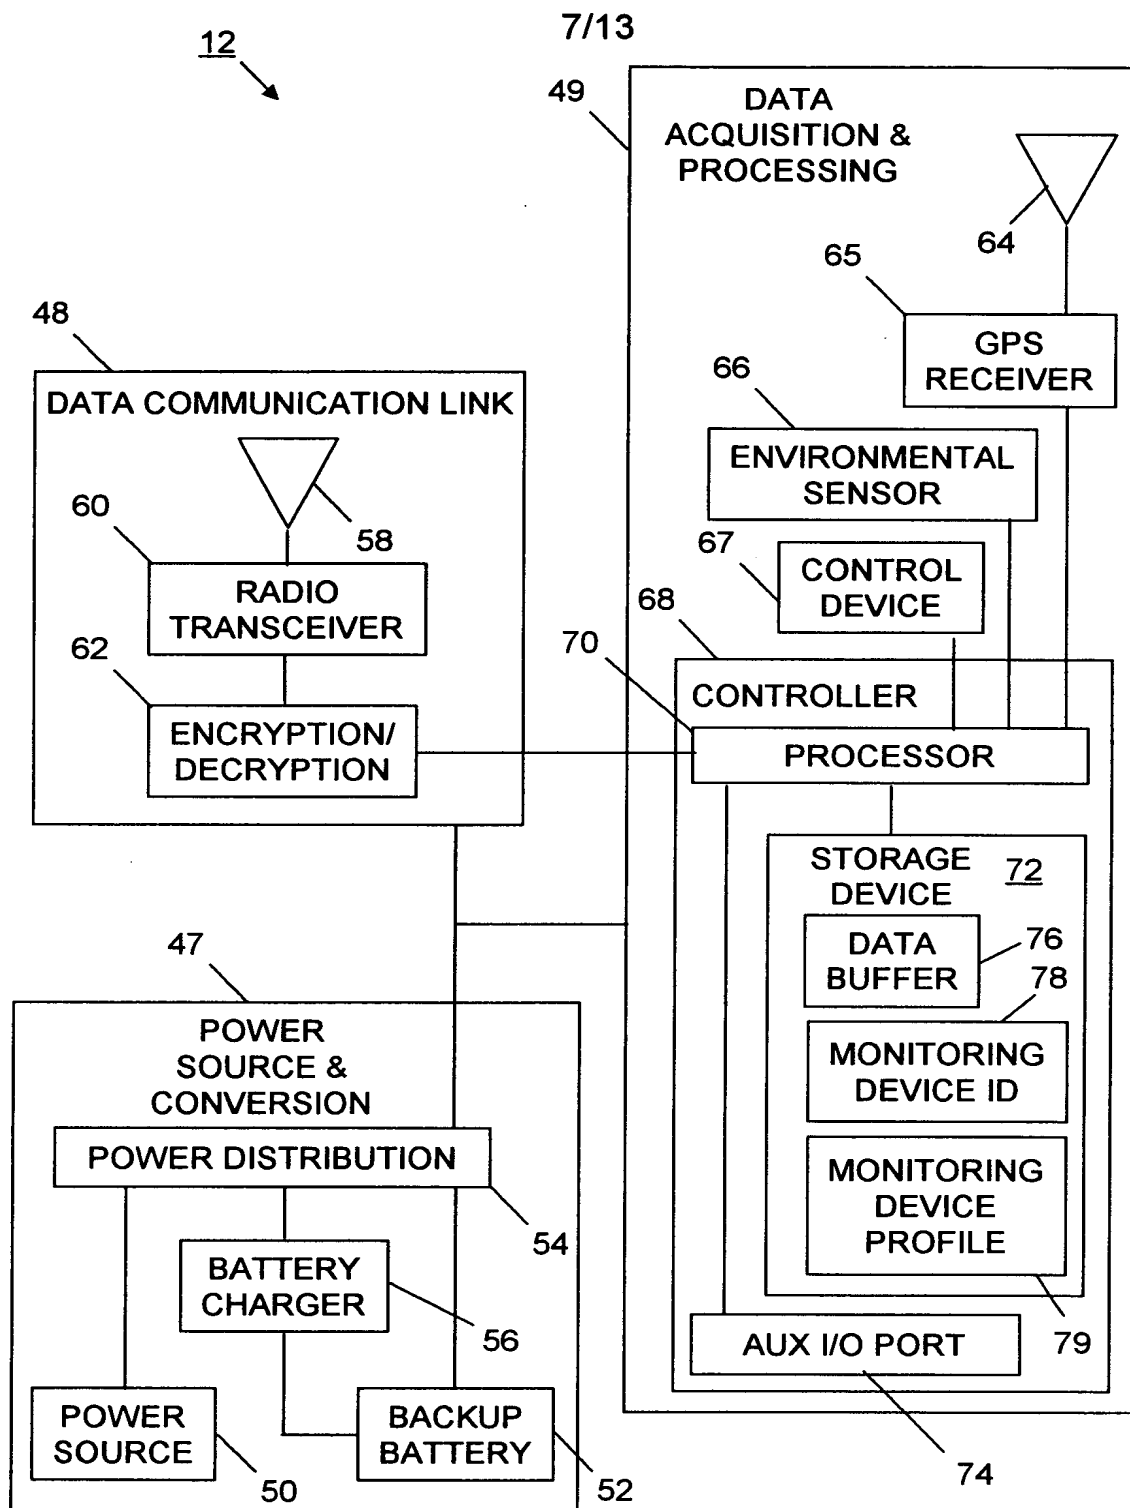 7/13
12
49
DATA
ACQUISITION &
PROCESSING
64
65
GPS
RECEIVER
48
66
DATA COMMUNICATION LINK
ENVIRONMENTAL
SENSOR
60
58
67
CONTROL
DEVICE
RADIO
TRANSCEIVER
68
62
70
CONTROLLER
ENCRYPTION/
DECRYPTION
PROCESSOR
STORAGE
DEVICE
72
47
DATA
BUFFER
76
78
POWER
SOURCE &
CONVERSION
MONITORING
DEVICE ID
POWER DISTRIBUTION
MONITORING
DEVICE
PROFILE
54
BATTERY
CHARGER
56
79
AUX I/O PORT
POWER
SOURCE
BACKUP
BATTERY
50
52
74